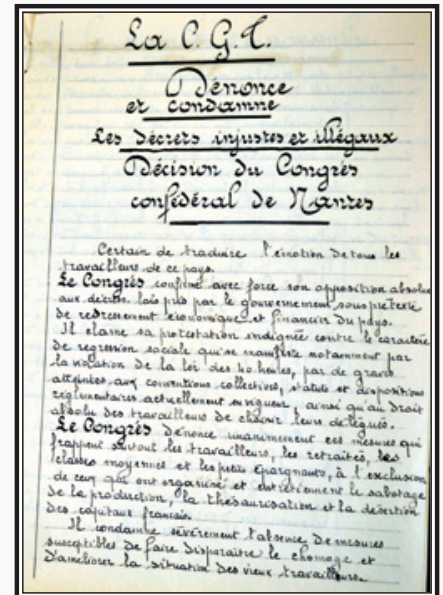 La C.G.T.
Dénonce
et condamne
Les décrets injustes et illégaux
Décision du Congrès
confédéral de Nantes
Certain de traduire l'émotion de tous les
travailleurs de ce pays.
Le Congrès confirme avec force son opposition absolue
aux décrets-lois pris par le gouvernement, sous prétexte
de redressement économique et financier du pays.
Il clame sa protestation indignée contre le caractère
de regression sociale qui se manifeste notamment par
la violation de la loi des 40 heures, par de graves
atteintes aux conventions collectives, statuts et dispositions
réglementaires actuellement en vigueur, ainsi qu'au droit
absolu des travailleurs de choisir leurs délégués.
Le Congrès dénonce unanimement ces mesures qui
frappent surtout les travailleurs, les retraités, les
classes moyennes et les petits épargnants, à l'exclusion
de ceux qui ont organisé et entretiennent le sabotage
de la production, la thésaurisation et la désertion
des capitaux français.
Il condamne sévèrement l'absence de mesures
susceptibles de faire disparaître le chomage et
d'améliorer la situation des vieux travailleurs.